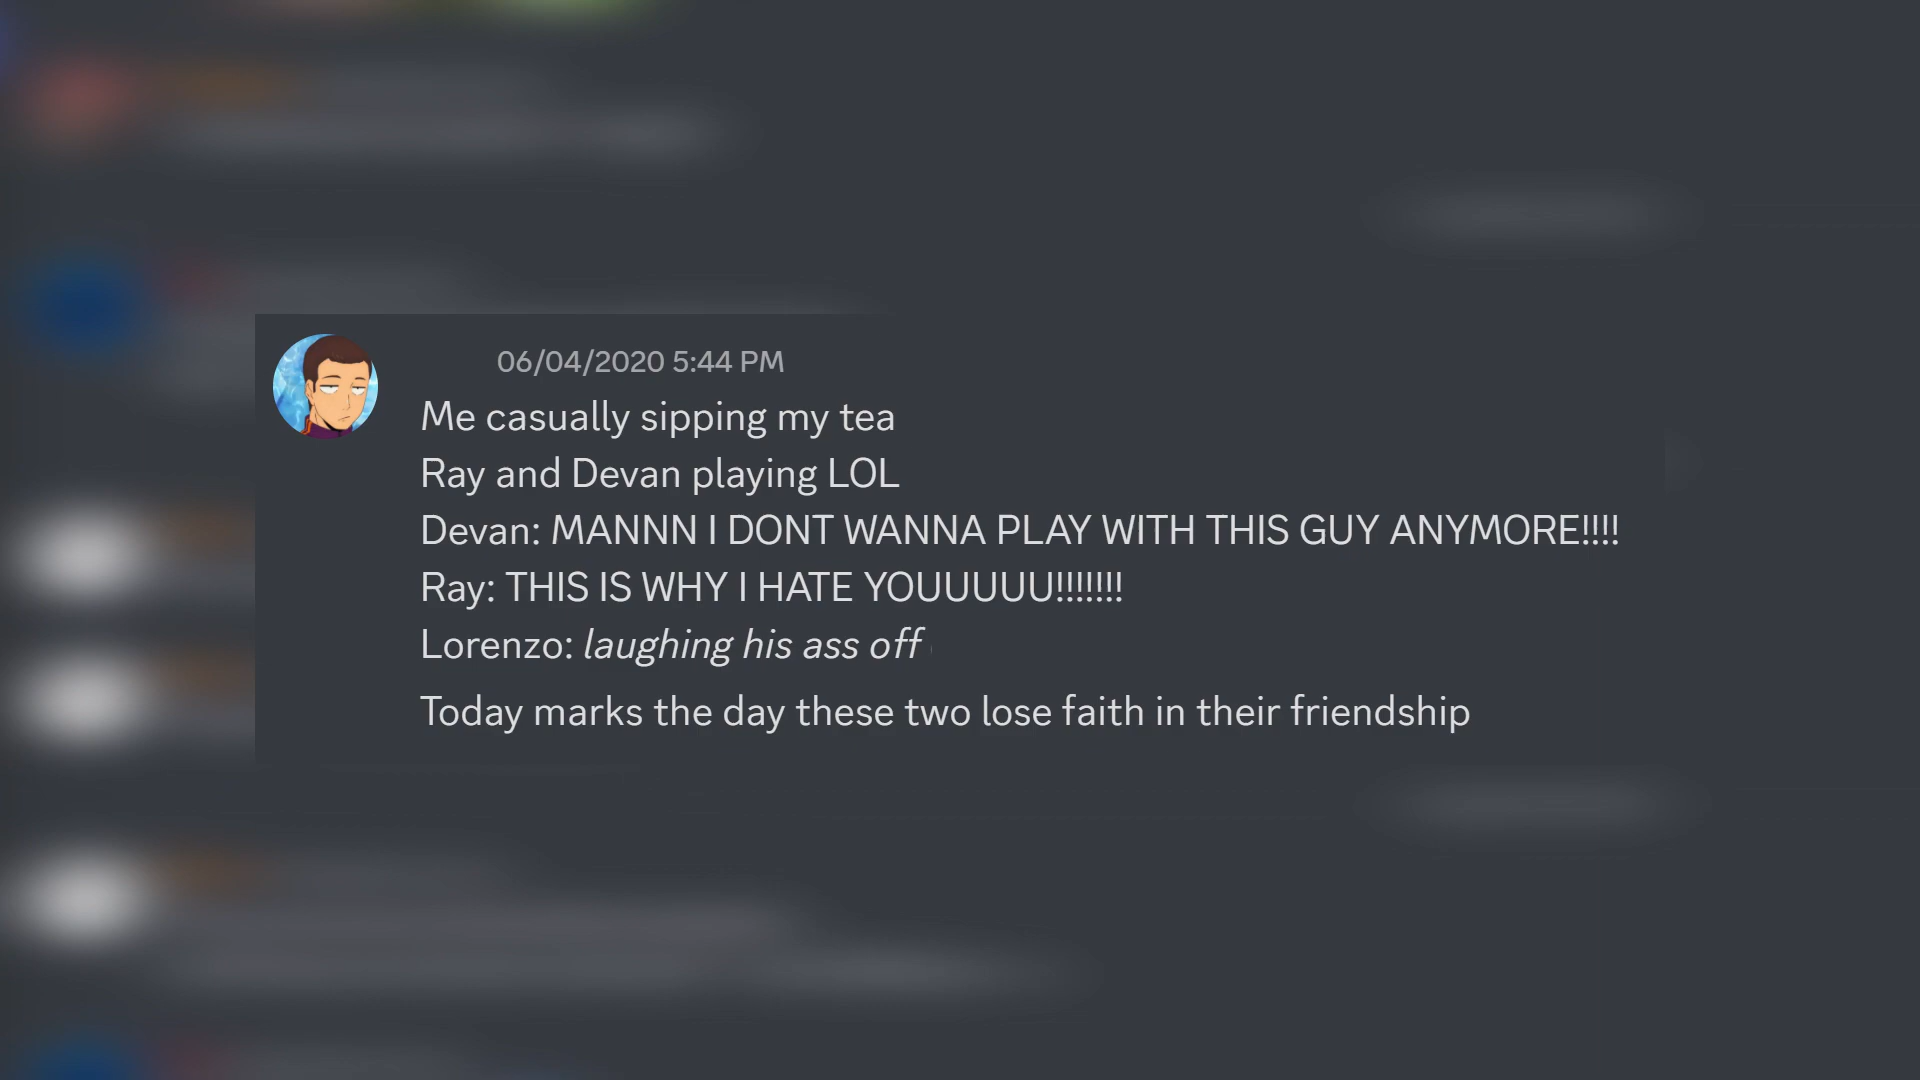 06/04/2020 5:44 PM
Me casually sipping my tea
Ray and Devan playing LOL
Devan: MANNN I DONT WANNA PLAY WITH THIS GUY ANYMORE!!!!
Ray: THIS IS WHY I HATE YOUUUUU!!!!!!!
Lorenzo: laughing his ass off
Today marks the day these two lose faith in their friendship